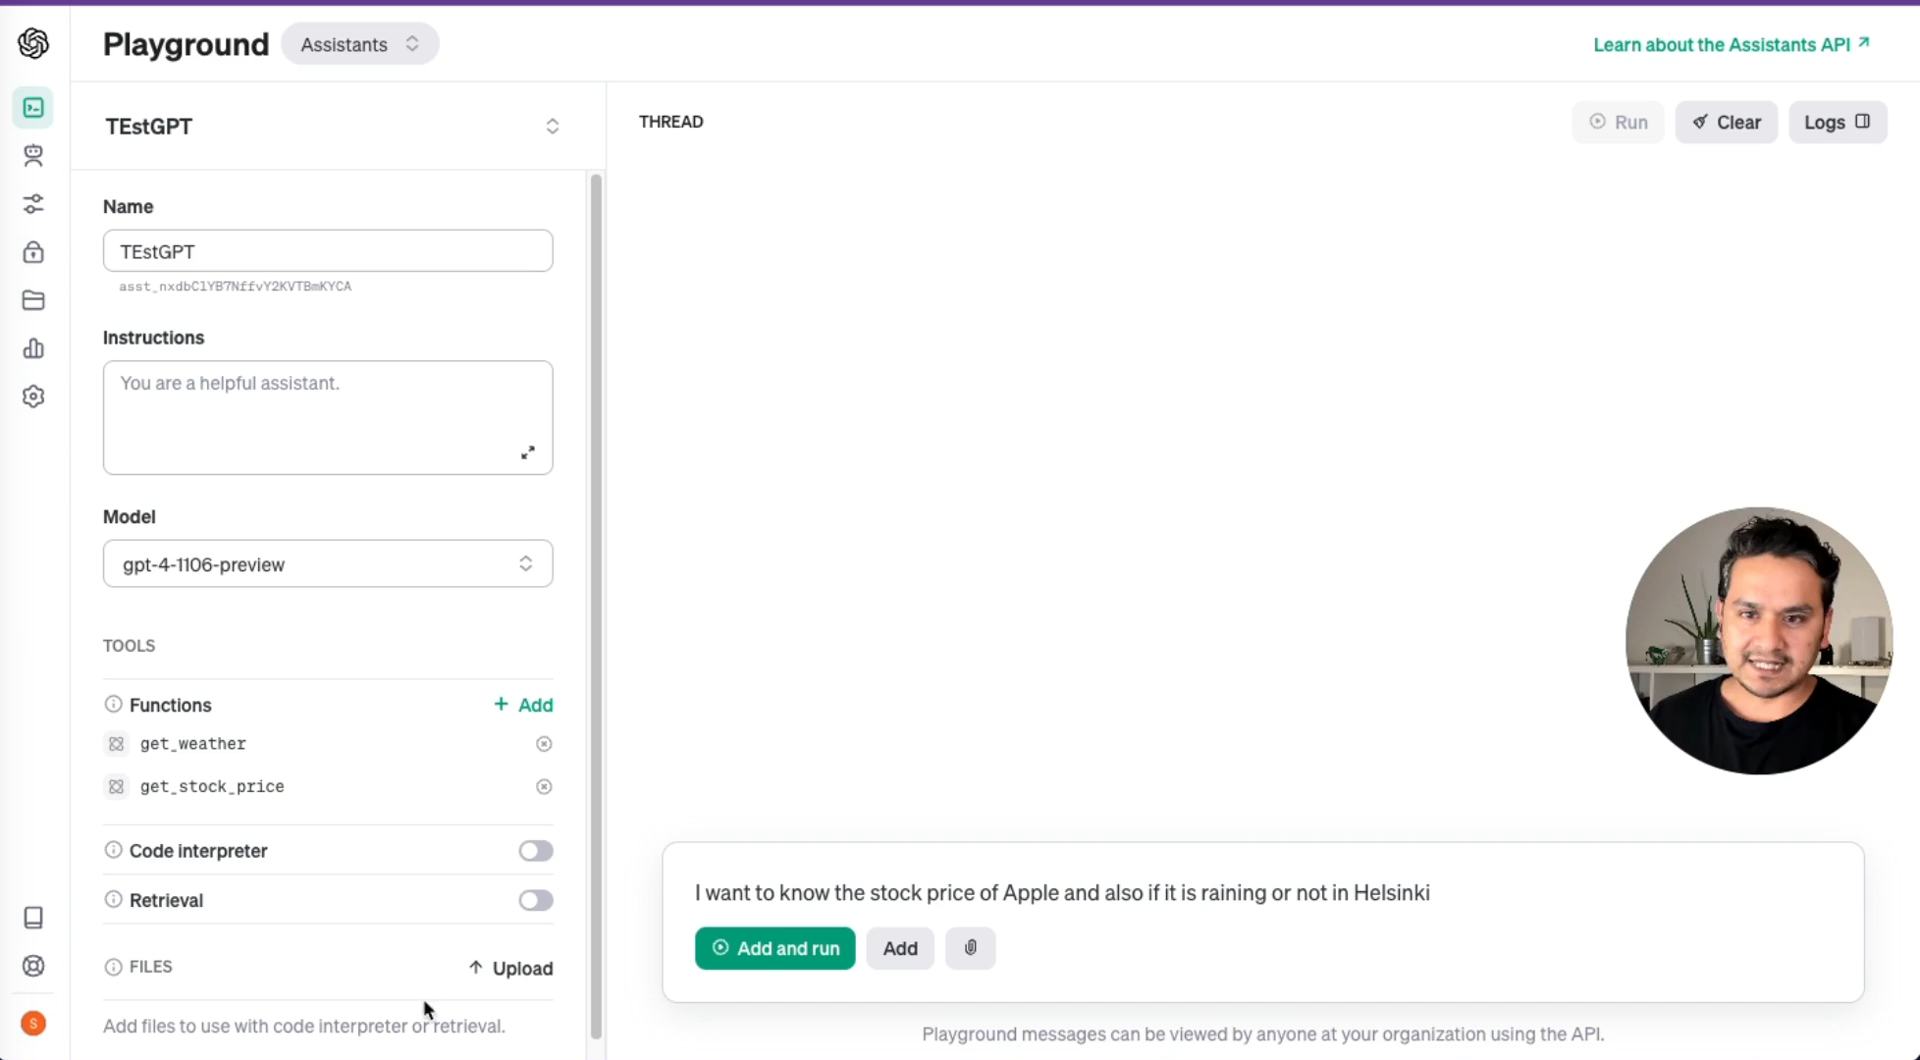 Playground
Assistants
Learn about the Assistants API
TEstGPT
THREAD
Run
Clear
Logs
Name
TEstGPT
asst_nxdbClYB7NffvY2KVTBmKYCA
Instructions
You are a helpful assistant.
Model
gpt-4-1106-preview
TOOLS
Functions
+ Add
get_weather
get_stock_price
Code interpreter
Retrieval
FILES
Upload
Add files to use with code interpreter or retrieval.
I want to know the stock price of Apple and also if it is raining or not in Helsinki
Add and run
Add
Playground messages can be viewed by anyone at your organization using the API.
S